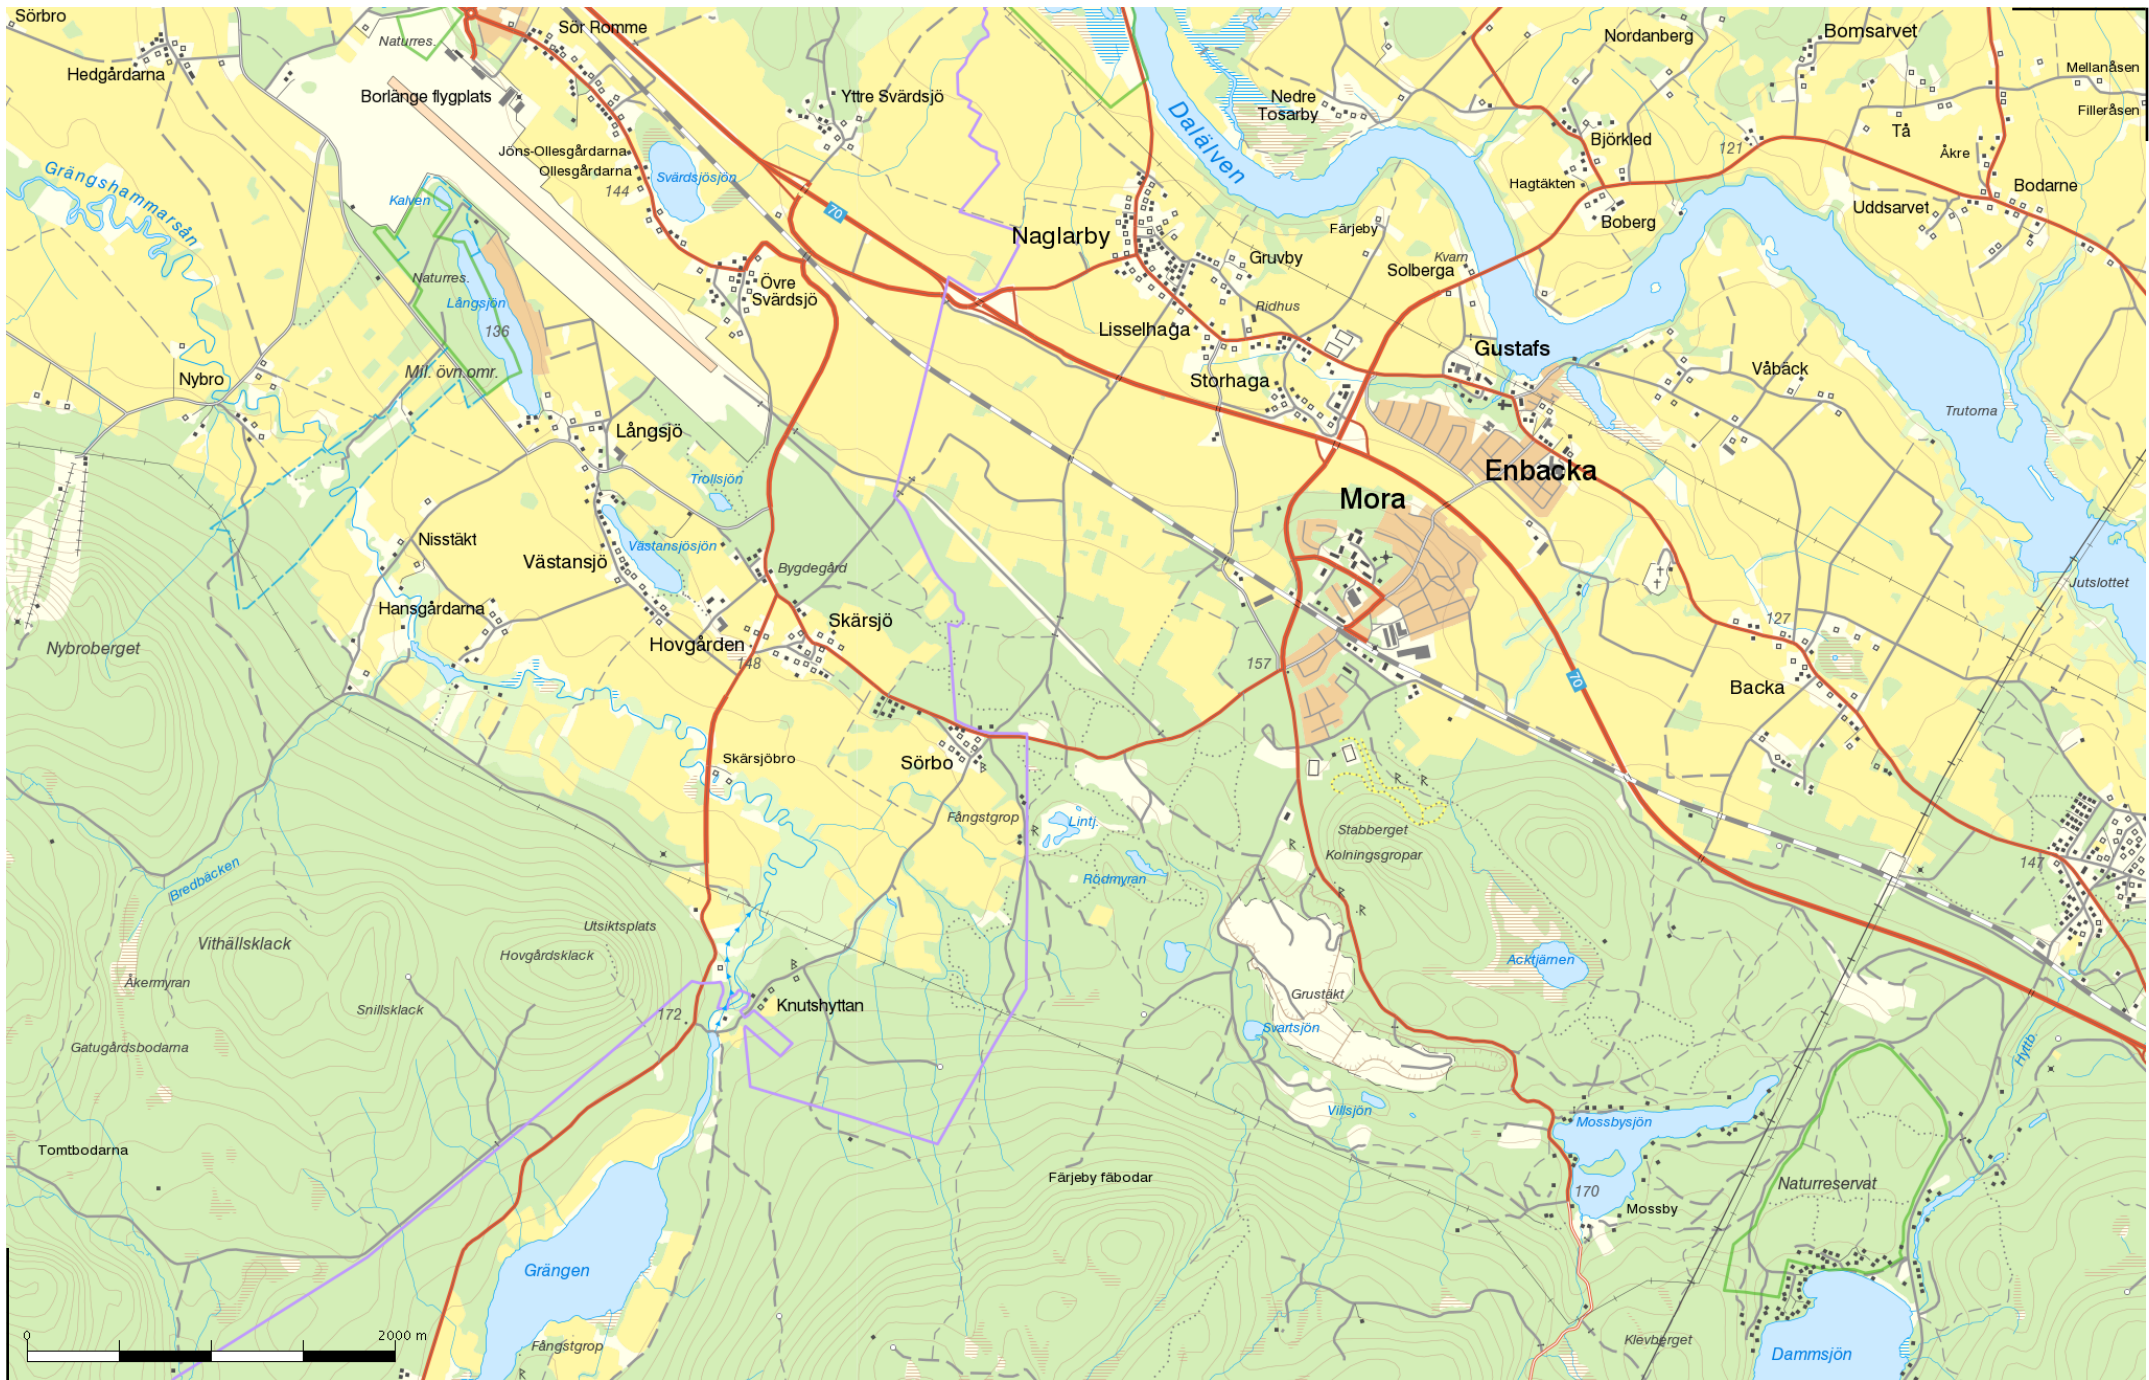 Sörbro
Naturres.
Sör Romme
Nordanberg
Bomsarvet
Hedgårdarna
Borlänge flygplats
Yttre Svärdsjö
Nedre
Tosarby
Mellanåsen
Filleråsen
Dalälven
Björkled
121
Tå
Åkre
Jöns-Ollesgårdarna
Ollesgårdarna
144
Svärdsjösjön
Grängshammarsån
Kalven
70
Hagtäkten
Boberg
Bodarne
Uddsarvet
Naglarby
Färjeby
Gruvby
Kvarn
Solberga
Naturres.
Långsjön
136
Övre
Svärdsjö
Ridhus
Lisselhaga
Gustafs
Nybro
Mil. övn omr.
Storhaga
Våbäck
Trutorna
Långsjö
Enbacka
Trollsjön
Mora
Nisstäkt
Västansjö
Västansjösjön
Bygdegård
Jutslottet
Hansgårdarna
Skärsjö
127
Nybroberget
Hovgården
148
157
70
Backa
Skärsjöbro
Sörbo
Fångstgrop
R
R
R
R
Lintj.
Stabberget
Kolningsgropar
R
147
Bredbäcken
Rödmyran
R
R
Utsiktsplats
Vithällsklack
Hovgårdsklack
Acktjärnen
Åkermyran
R
Grustäkt
Snillsklack
172
Knutshyttan
Svartsjön
Gatugårdsbodarna
Hyttb.
Villsjön
Mossbysjön
Tomtbodarna
Färjeby fäbodar
170
Naturreservat
Mossby
Grängen
0
2000 m
Fångstgrop
R
Klevberget
Dammsjön